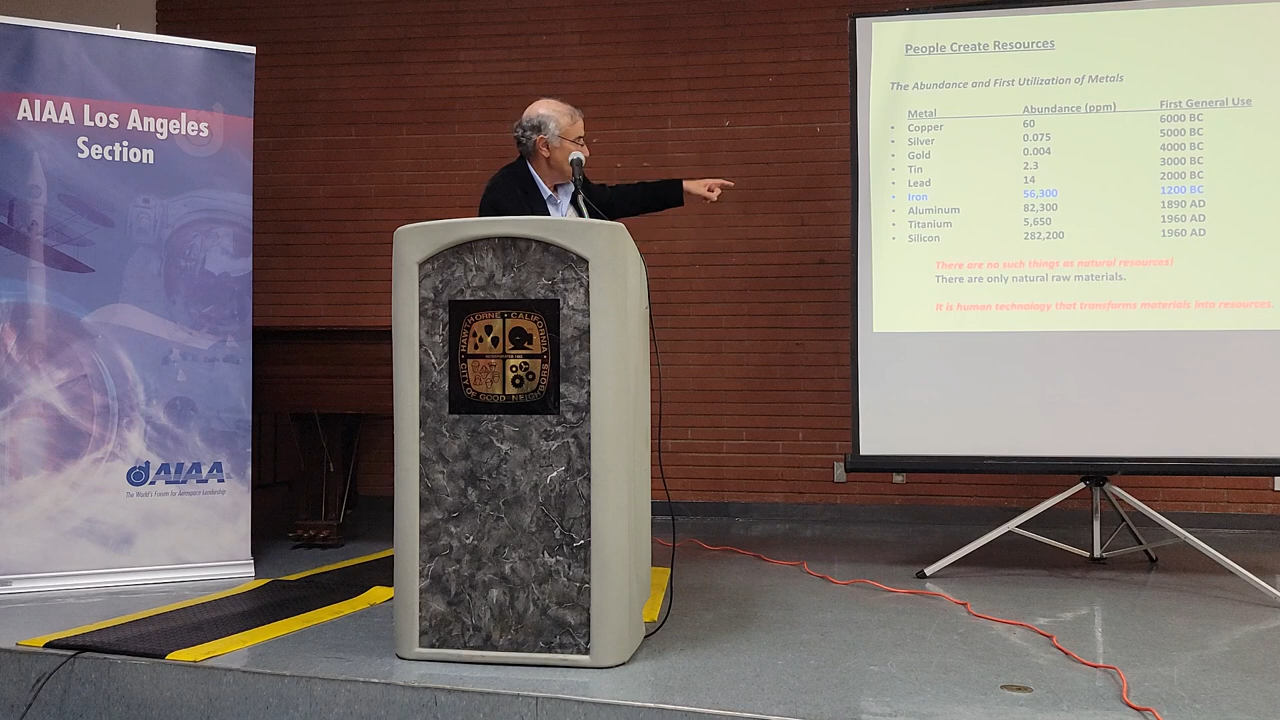 AIAA Los Angeles
Section
AIAA
The World's Forum for Aerospace Leadership
HAWTHORNE • CALIFORNIA
CITY OF GOOD NEIGHBORS
People Create Resources
The Abundance and First Utilization of Metals
Metal Abundance (ppm) First General Use
• Copper 60 6000 BC
• Silver 0.075 5000 BC
• Gold 0.004 4000 BC
• Tin 2.3 3000 BC
• Lead 14 2000 BC
• Iron 56,300 1200 BC
• Aluminum 82,300 1890 AD
• Titanium 5,650 1960 AD
• Silicon 282,200 1960 AD
There are no such things as natural resources!
There are only natural raw materials.
It is human technology that transforms materials into resources.